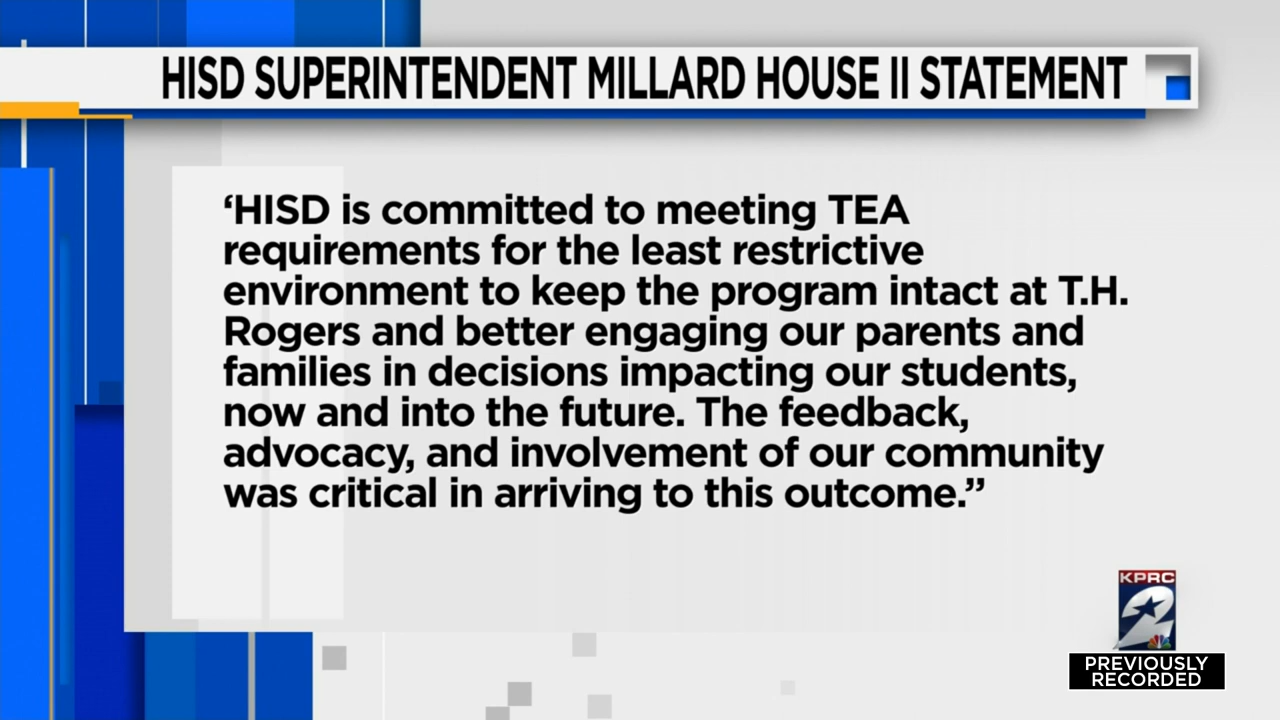 HISD SUPERINTENDENT MILLARD HOUSE II STATEMENT
‘HISD is committed to meeting TEA
requirements for the least restrictive
environment to keep the program intact at T.H.
Rogers and better engaging our parents and
families in decisions impacting our students,
now and into the future. The feedback,
advocacy, and involvement of our community
was critical in arriving to this outcome.”
KPRC
2
PREVIOUSLY
RECORDED